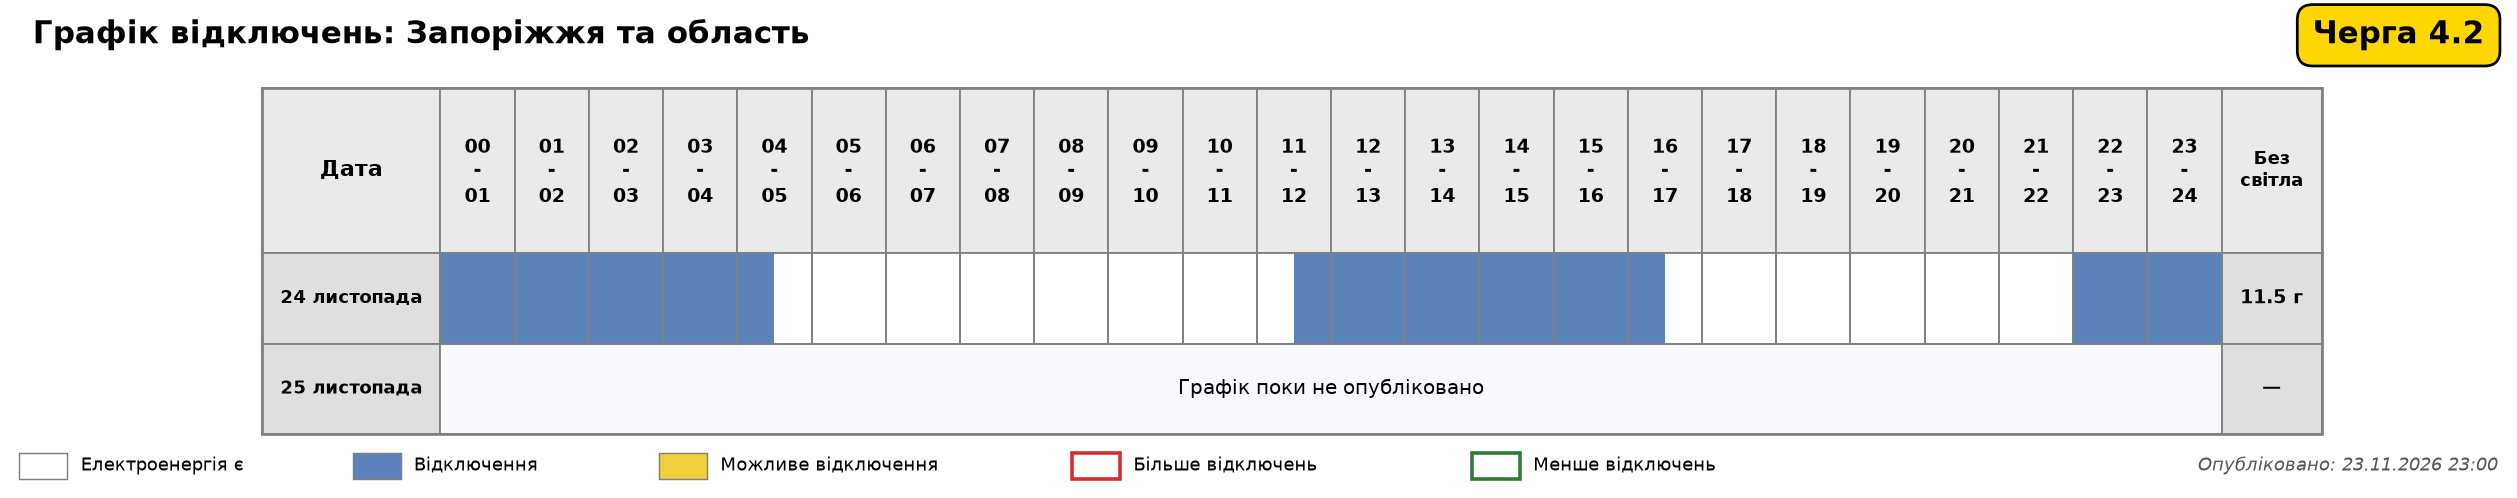 Графік відключень: Запоріжжя та область
Черга 4.2
Дата
00 - 01
01 - 02
02 - 03
03 - 04
04 - 05
05 - 06
06 - 07
07 - 08
08 - 09
09 - 10
10 - 11
11 - 12
12 - 13
13 - 14
14 - 15
15 - 16
16 - 17
17 - 18
18 - 19
19 - 20
20 - 21
21 - 22
22 - 23
23 - 24
Без
світла
24 листопада
11.5 г
25 листопада
Графік поки не опубліковано
—
Електроенергія є
Відключення
Можливе відключення
Більше відключень
Менше відключень
Опубліковано: 23.11.2026 23:00